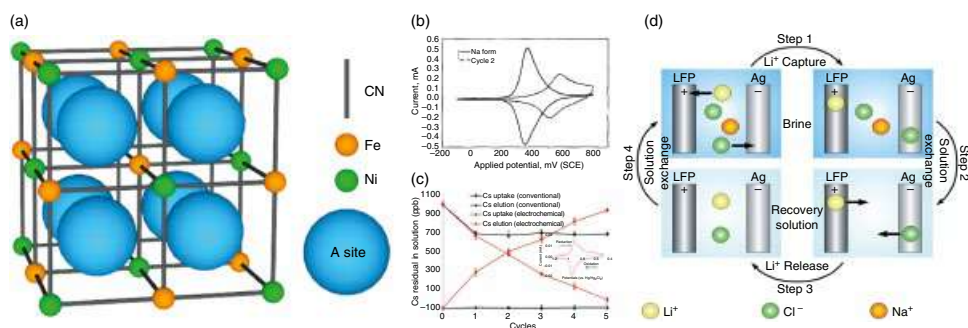 (a)
CN
Fe
Ni
A site
(b)
Current, mA
0.6
0.5
0.4
0.3
0.2
0.1
0
-0.1
-0.2
-0.3
-0.4
-0.5
Na form
Cycle 2
-200
0
200
400
600
800
Applied potential, mV (SCE)
(c)
Cs residual in solution (ppb)
1100
900
700
500
300
100
-100
Cs uptake (conventional)
Cs elution (conventional)
Cs uptake (electrochemical)
Cs elution (electrochemical)
Reduction
Oxidation
0
1
2
3
4
5
Cycles
(d)
Step 1
Li⁺ Capture
LFP
Ag
LFP
Ag
+
−
+
−
Brine
Step 4
Solution
exchange
Solution
exchange
Step 2
+
−
+
−
Recovery
solution
Li⁺ Release
Step 3
Li⁺
Cl⁻
Na⁺